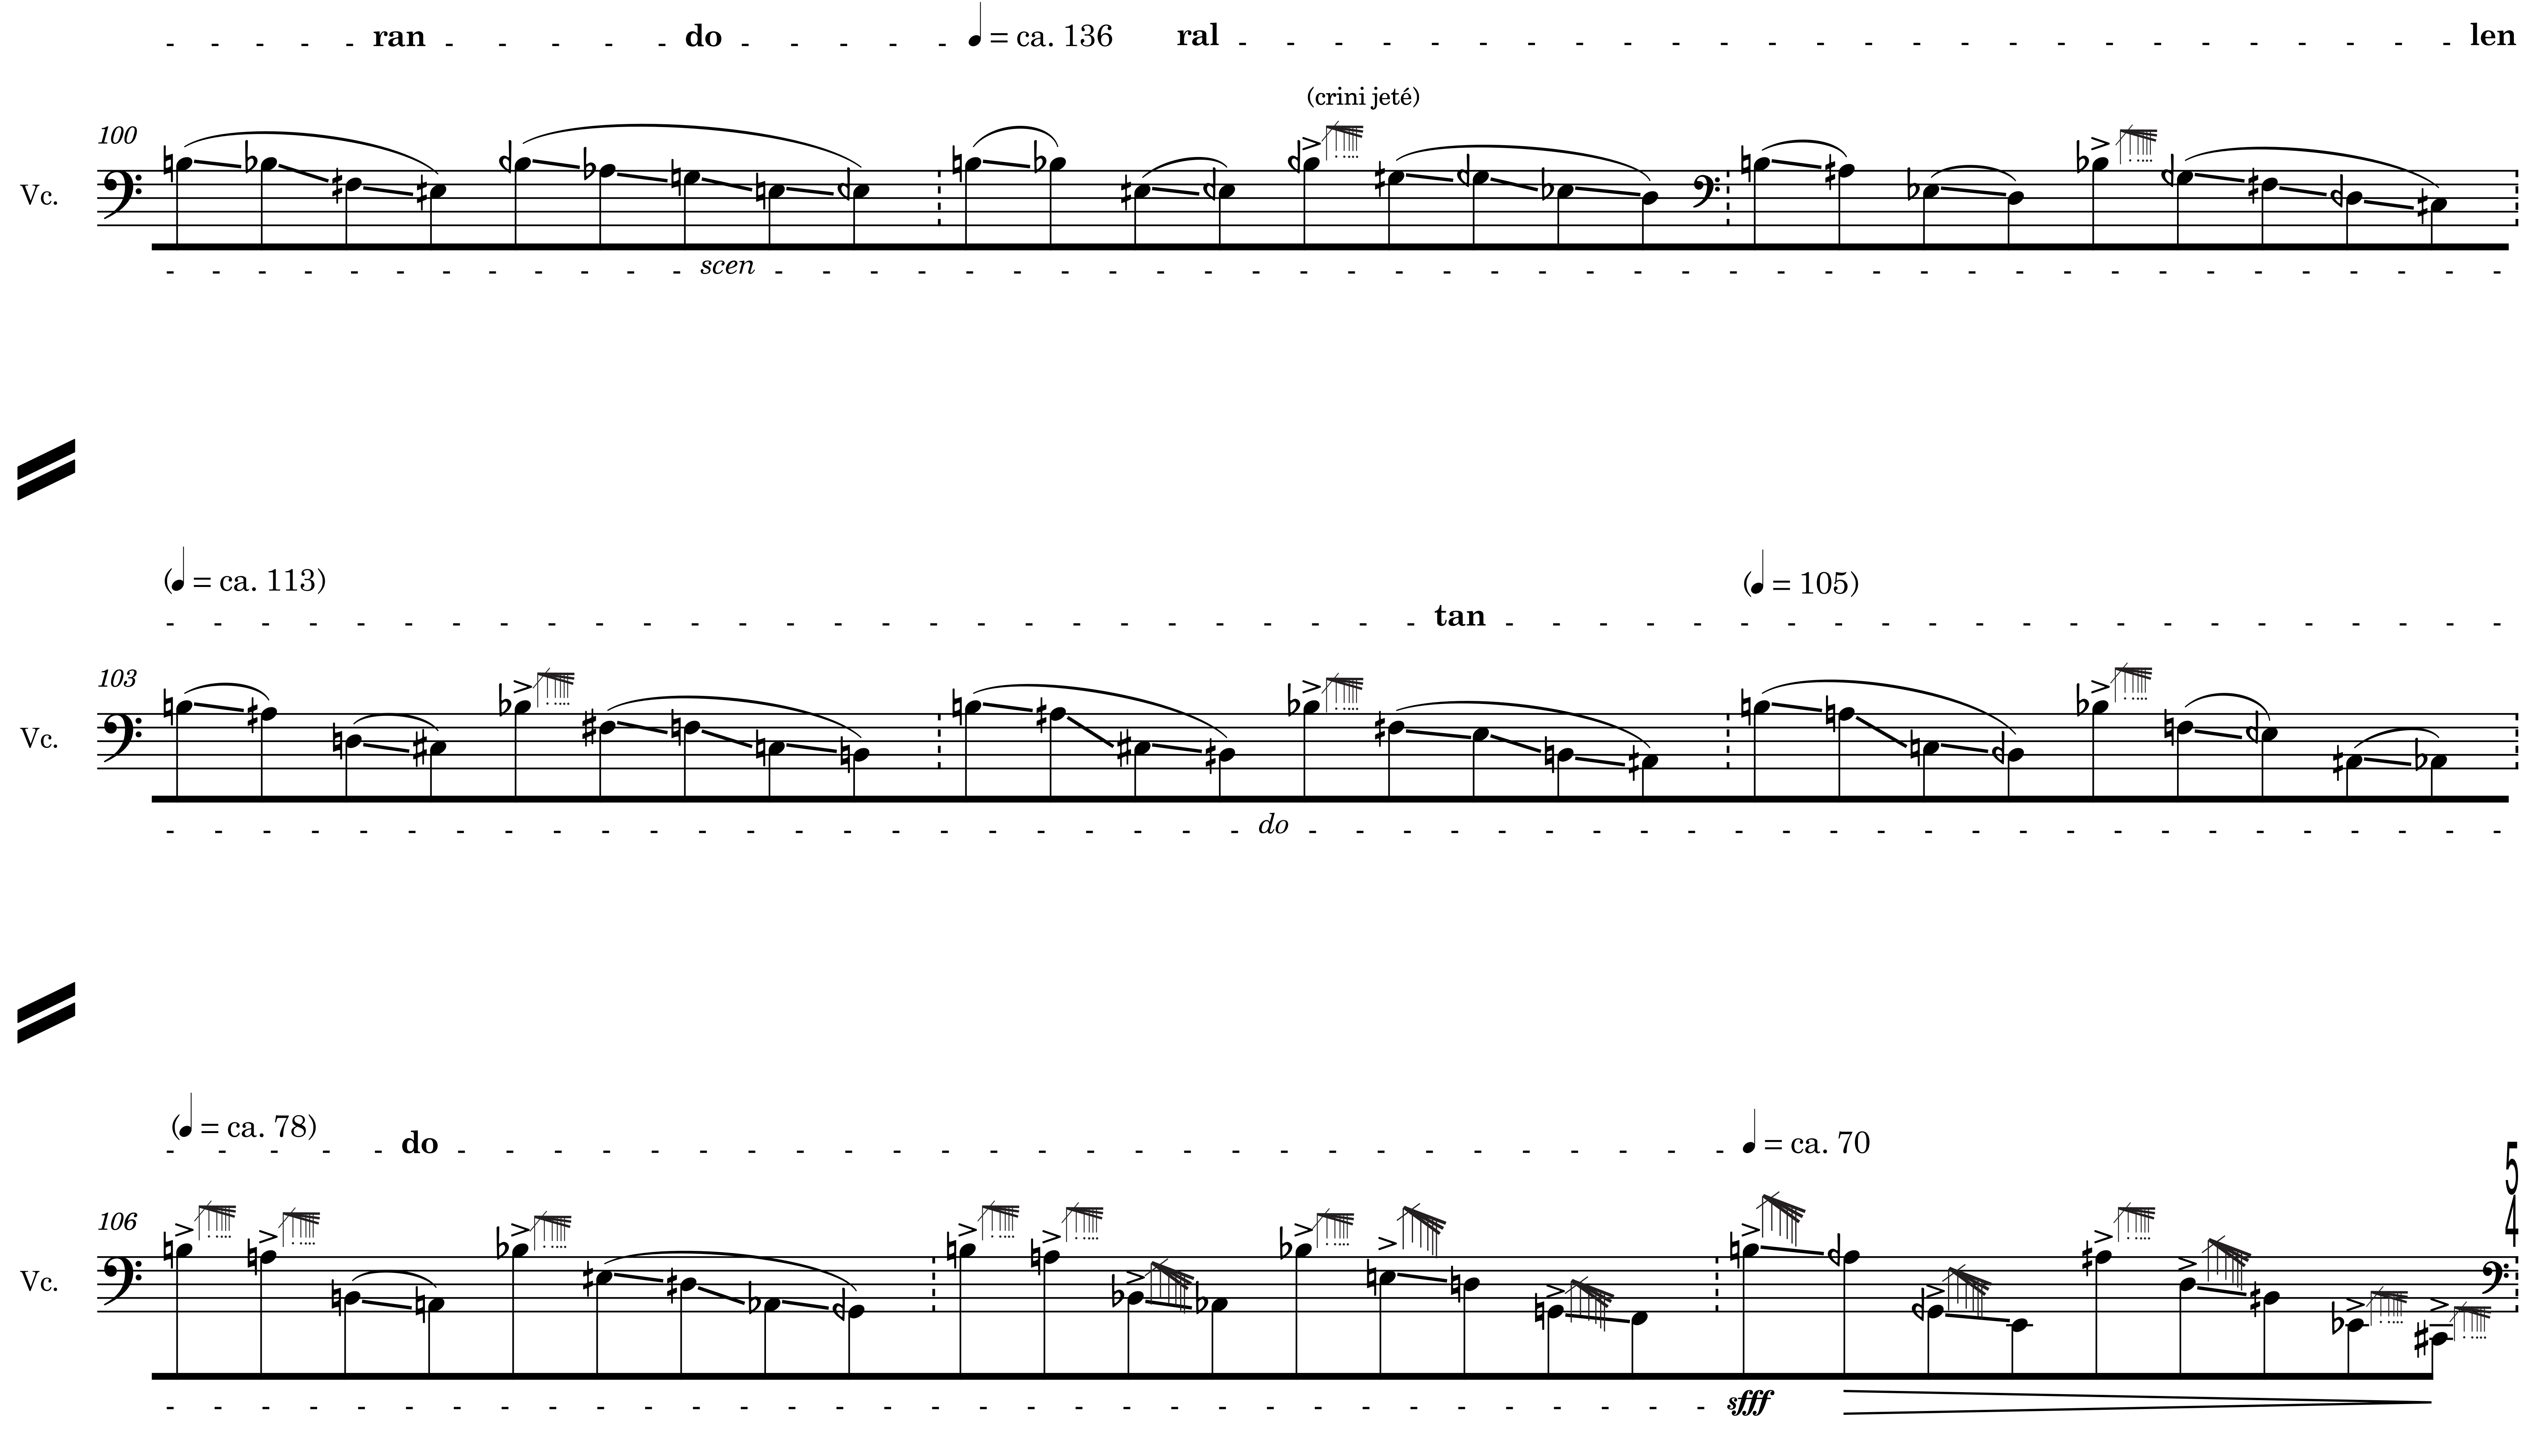 - - - - - ran - - - - - do - - - - - ♩ = ca. 136 ral - - - - - - - - - - - - - - - - - - - - - - - - - - len
(crini jeté)
100
Vc.
- - - - - - - - - - - - scen - - - - - - - - - - - - - - - - - - - - - - - - - - - - - - - - - - - - -
(♩ = ca. 113) (♩ = 105)
- - - - - - - - - - - - - - - - - - - - - - - - - - - tan - - - - - - - - - - - - - - - - - - - - - -
103
Vc.
- - - - - - - - - - - - - - - - - - - - - - - do - - - - - - - - - - - - - - - - - - - - - - - - - -
(♩ = ca. 78)
- - - - - do - - - - - - - - - - - - - - - - - - - - - - - - - - - ♩ = ca. 70
5
4
106
Vc.
- - - - - - - - - - - - - - - - - - - - - - - - - - - - - - - - - sfff